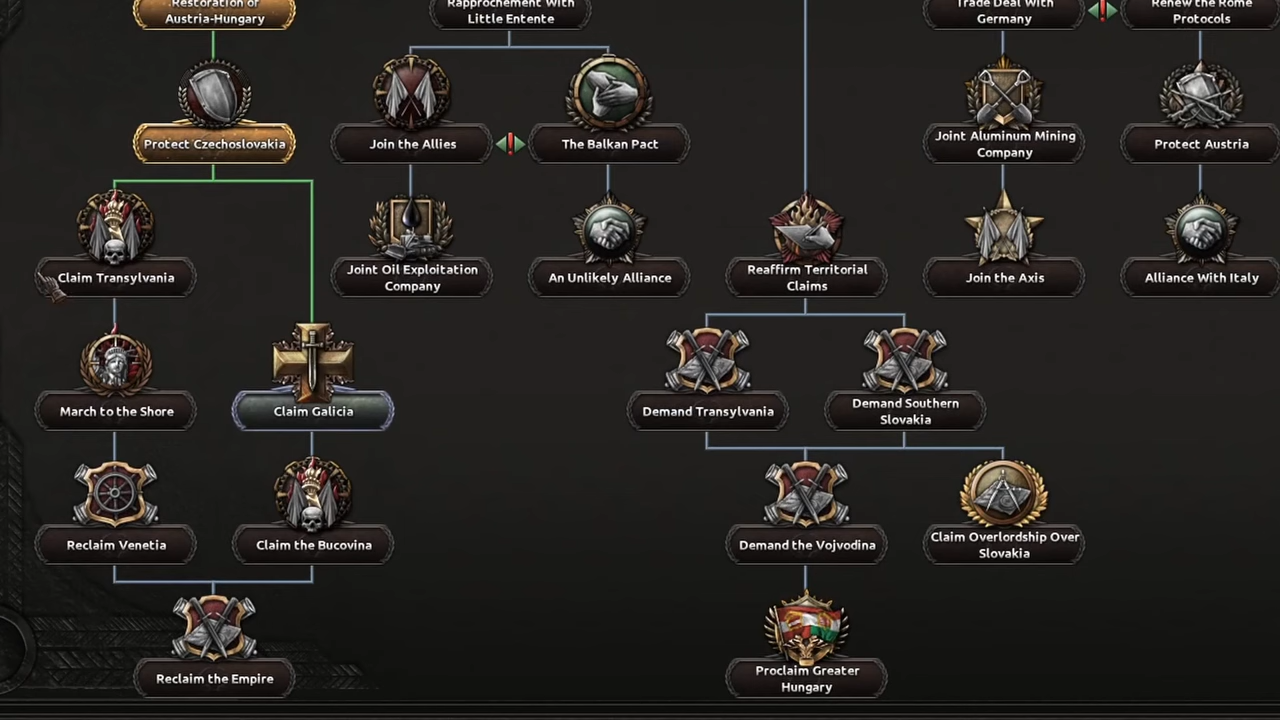 Restoration of
Austria-Hungary
Rapprochement With
Little Entente
Trade Deal With
Germany
Renew the Rome
Protocols
Protect Czechoslovakia
Join the Allies
The Balkan Pact
Joint Aluminum Mining
Company
Protect Austria
Claim Transylvania
Joint Oil Exploitation
Company
An Unlikely Alliance
Reaffirm Territorial
Claims
Join the Axis
Alliance With Italy
March to the Shore
Claim Galicia
Demand Transylvania
Demand Southern
Slovakia
Reclaim Venetia
Claim the Bucovina
Demand the Vojvodina
Claim Overlordship Over
Slovakia
Reclaim the Empire
Proclaim Greater
Hungary